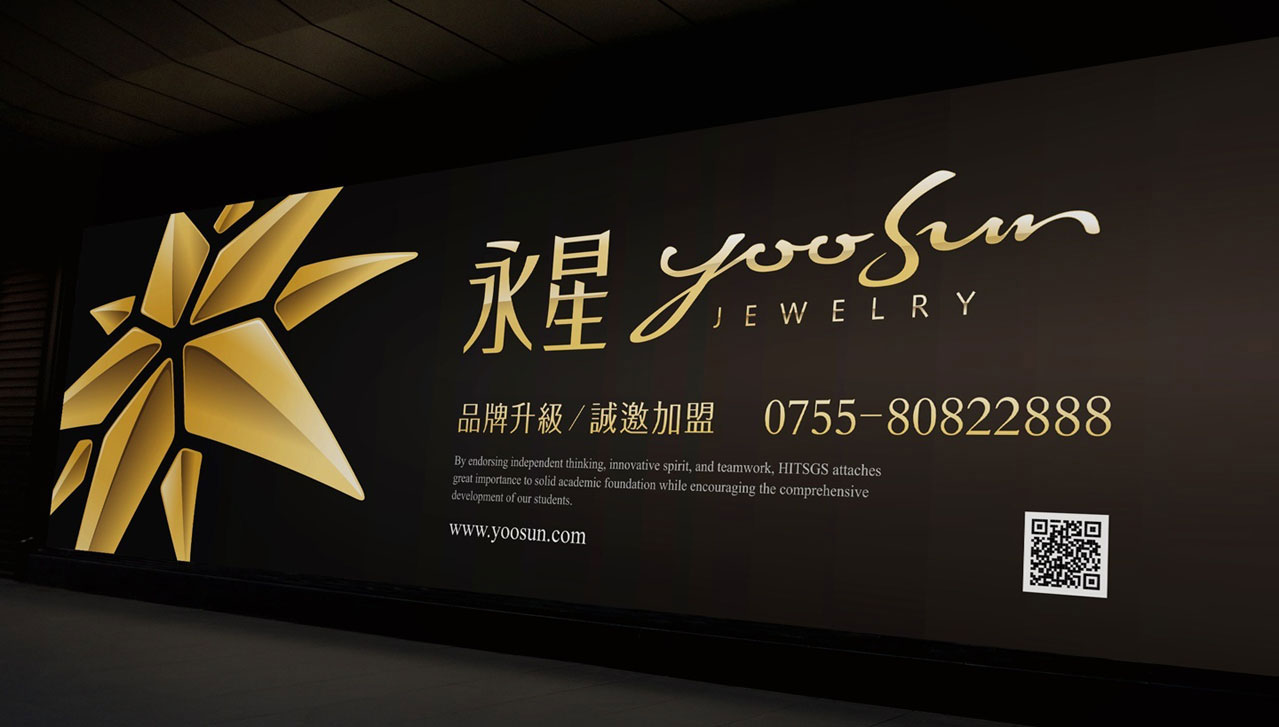 永星 yoosun
JEWELRY
品牌升級/誠邀加盟 0755-80822888
By endorsing independent thinking, innovative spirit, and teamwork, HITSGS attaches
great importance to solid academic foundation while encouraging the comprehensive
development of our students.
www.yoosun.com